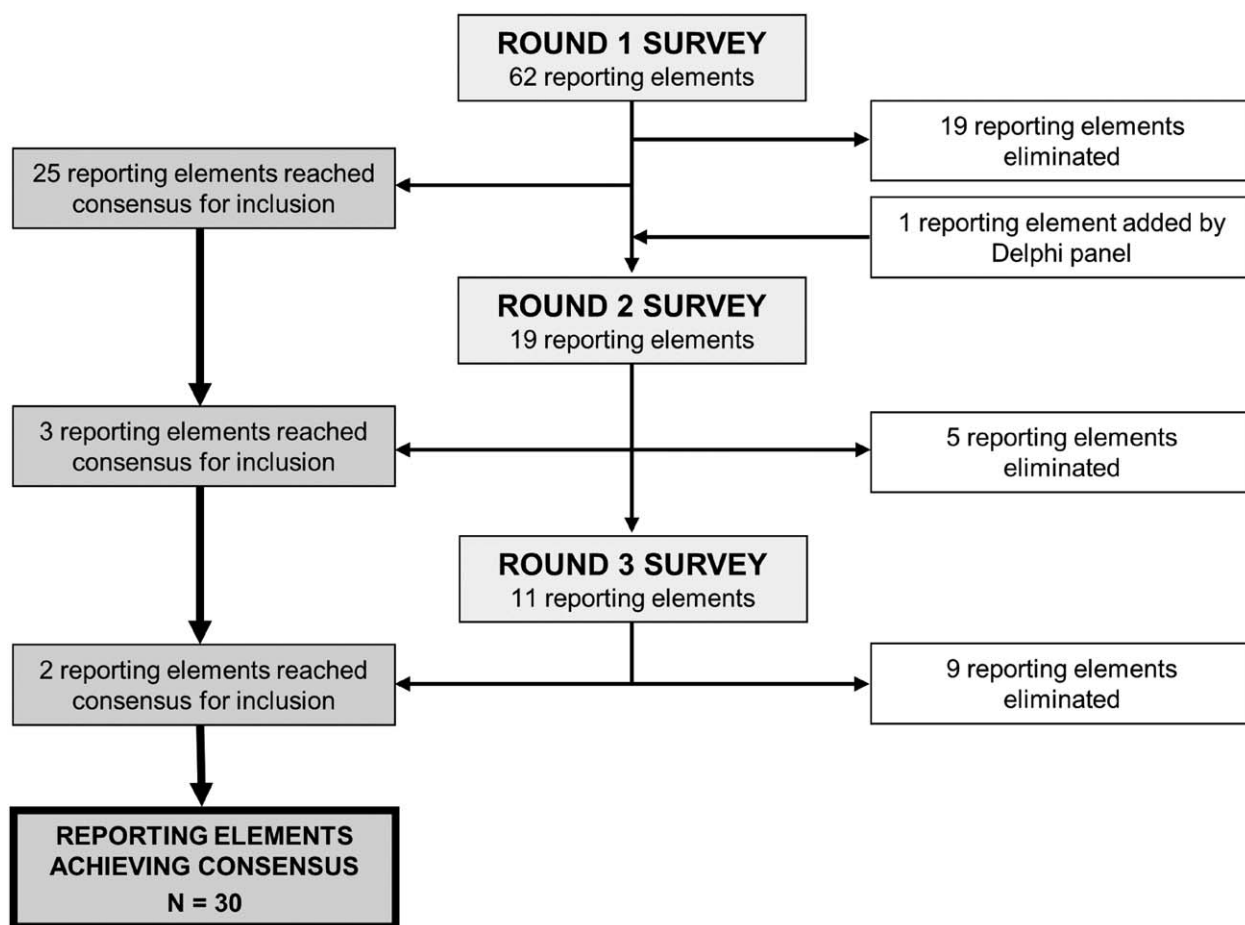 ROUND 1 SURVEY
62 reporting elements
19 reporting elements
eliminated
25 reporting elements reached
consensus for inclusion
1 reporting element added by
Delphi panel
ROUND 2 SURVEY
19 reporting elements
3 reporting elements reached
consensus for inclusion
5 reporting elements
eliminated
ROUND 3 SURVEY
11 reporting elements
2 reporting elements reached
consensus for inclusion
9 reporting elements
eliminated
REPORTING ELEMENTS
ACHIEVING CONSENSUS
N = 30